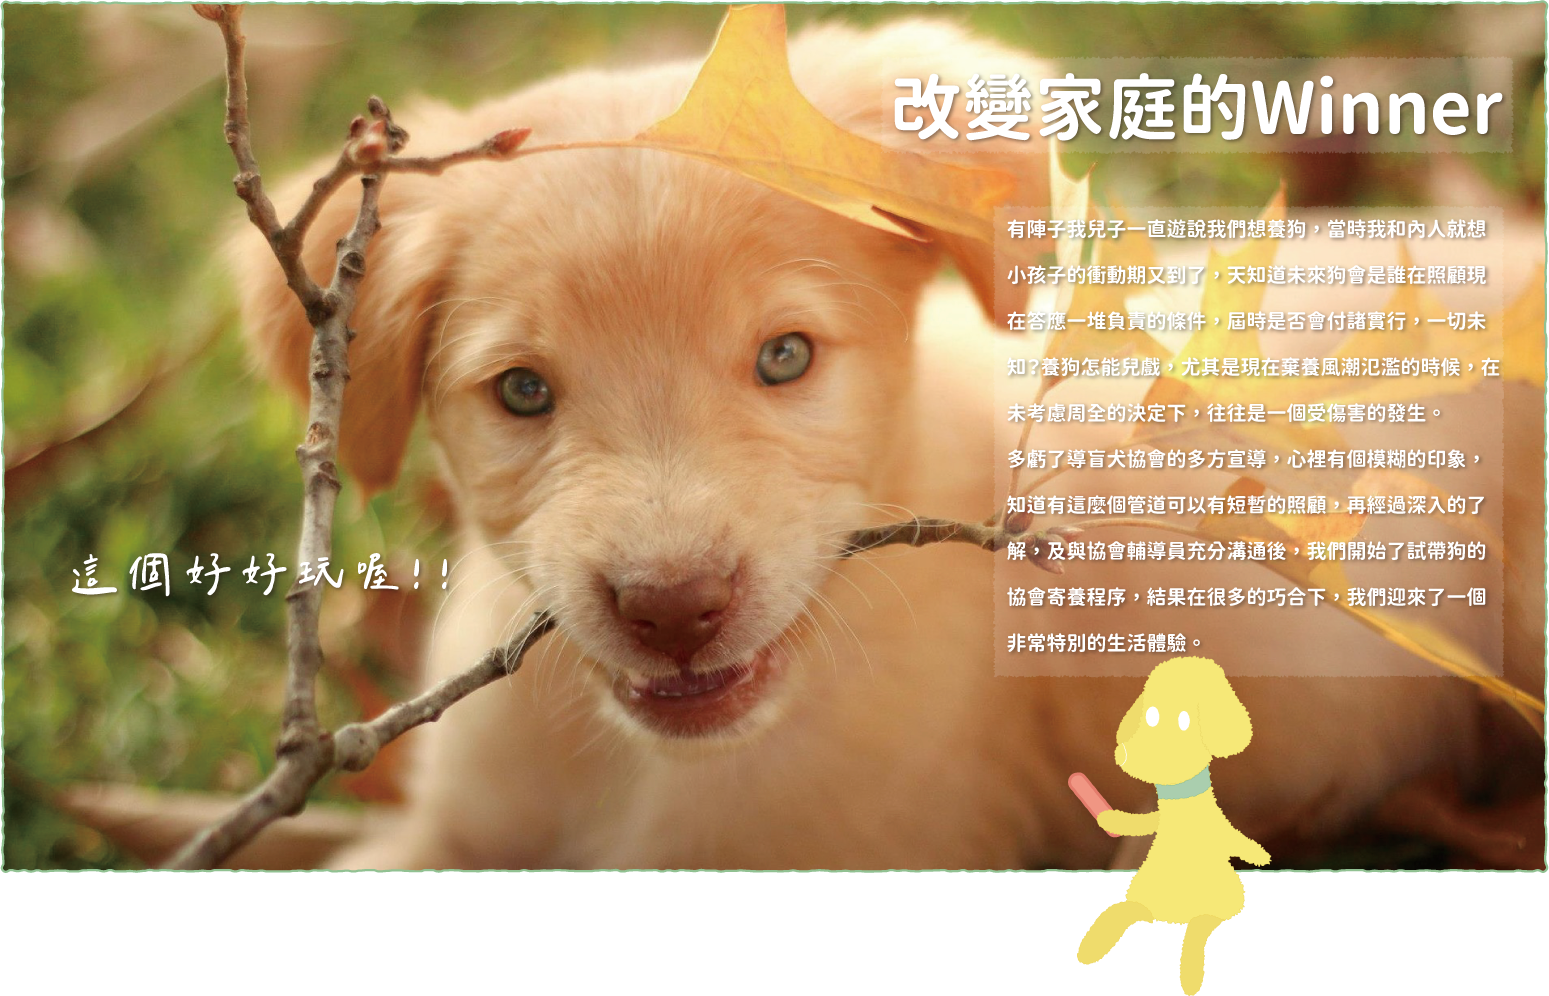 改變家庭的Winner
有陣子我兒子一直遊說我們想養狗，當時我和內人就想
小孩子的衝動期又到了，天知道未來狗會是誰在照顧現
在答應一堆負責的條件，屆時是否會付諸實行，一切未
知?養狗怎能兒戲，尤其是現在棄養風潮氾濫的時候，在
未考慮周全的決定下，往往是一個受傷害的發生。
多虧了導盲犬協會的多方宣導，心裡有個模糊的印象，
知道有這麼個管道可以有短暫的照顧，再經過深入的了
解，及與協會輔導員充分溝通後，我們開始了試帶狗的
協會寄養程序，結果在很多的巧合下，我們迎來了一個
非常特別的生活體驗。
這個好好玩喔!!